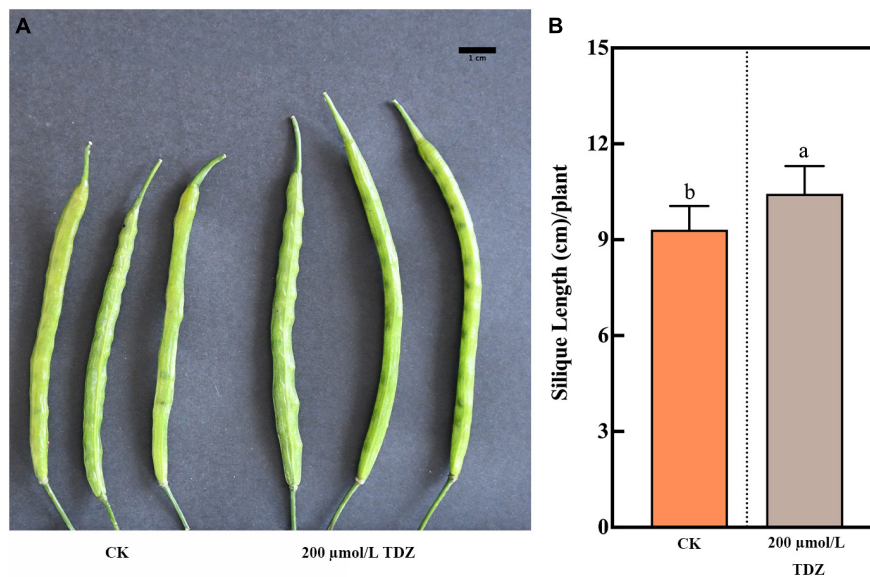 A
1 cm
CK
200 µmol/L TDZ
B
Silique Length (cm)/plant
15
12
9
6
3
0
b
a
CK
200 µmol/L
TDZ